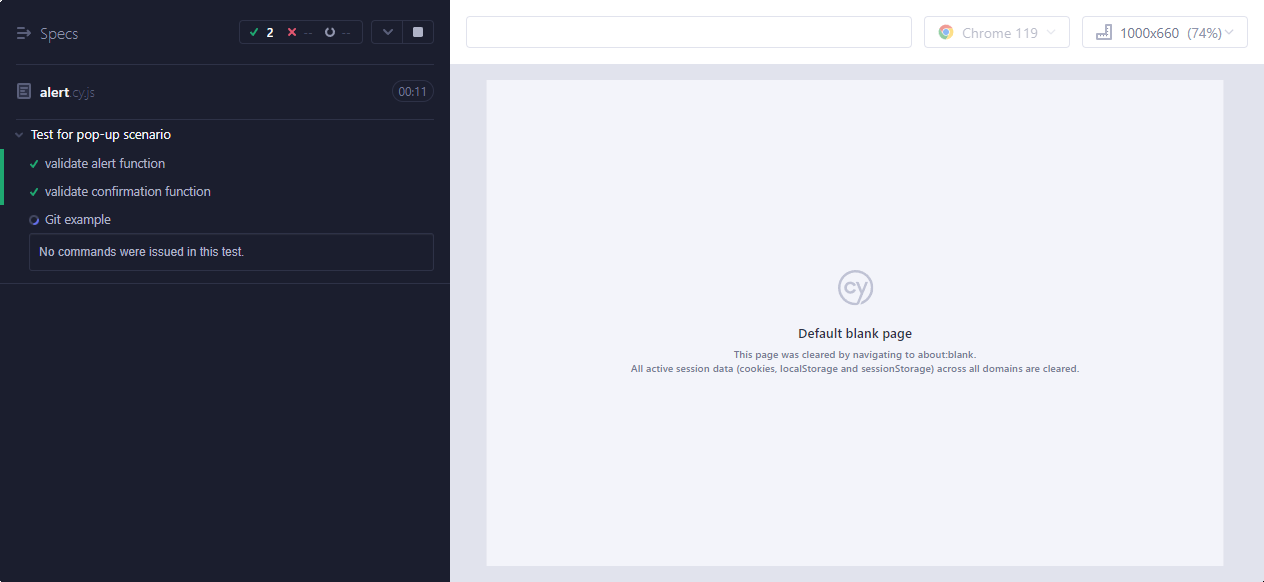 Specs
2
--
--
alert.cy.js
00:11
Test for pop-up scenario
validate alert function
validate confirmation function
Git example
No commands were issued in this test.
Chrome 119
1000x660 (74%)
cy
Default blank page
This page was cleared by navigating to about:blank.
All active session data (cookies, localStorage and sessionStorage) across all domains are cleared.